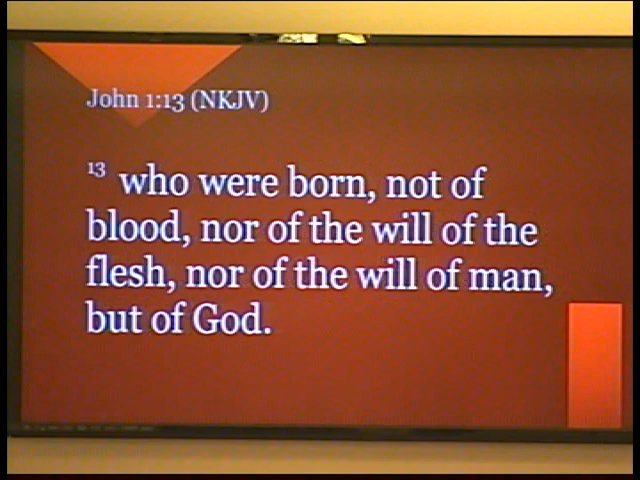 John 1:13 (NKJV)
13 who were born, not of
blood, nor of the will of the
flesh, nor of the will of man,
but of God.